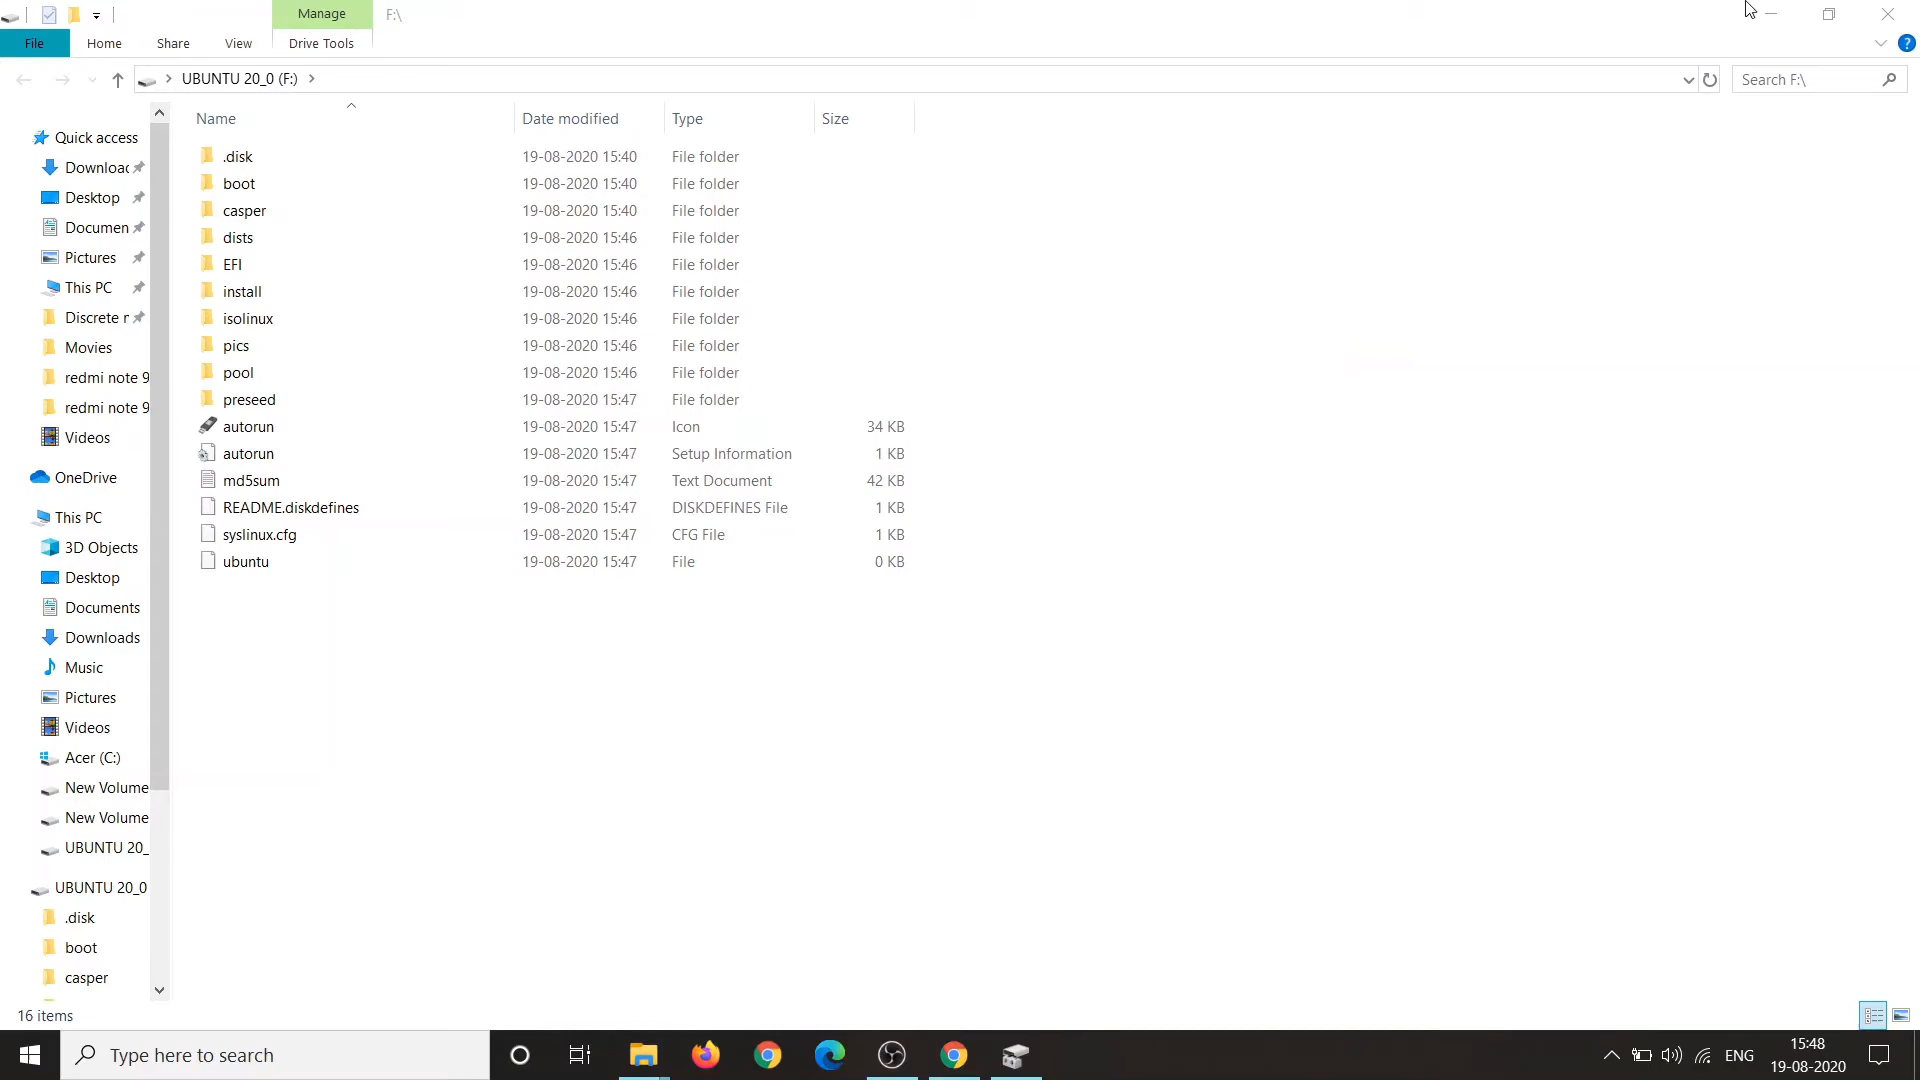 Manage F:\
File Home Share View Drive Tools
UBUNTU 20_0 (F:) Search F:\
Name Date modified Type Size
Quick access
Downloac
Desktop
Documen
Pictures
This PC
Discrete r
Movies
redmi note 9
redmi note 9
Videos
OneDrive
This PC
3D Objects
Desktop
Documents
Downloads
Music
Pictures
Videos
Acer (C:)
New Volume
New Volume
UBUNTU 20_
UBUNTU 20_0
.disk
boot
casper
.disk 19-08-2020 15:40 File folder
boot 19-08-2020 15:40 File folder
casper 19-08-2020 15:40 File folder
dists 19-08-2020 15:46 File folder
EFI 19-08-2020 15:46 File folder
install 19-08-2020 15:46 File folder
isolinux 19-08-2020 15:46 File folder
pics 19-08-2020 15:46 File folder
pool 19-08-2020 15:46 File folder
preseed 19-08-2020 15:47 File folder
autorun 19-08-2020 15:47 Icon 34 KB
autorun 19-08-2020 15:47 Setup Information 1 KB
md5sum 19-08-2020 15:47 Text Document 42 KB
README.diskdefines 19-08-2020 15:47 DISKDEFINES File 1 KB
syslinux.cfg 19-08-2020 15:47 CFG File 1 KB
ubuntu 19-08-2020 15:47 File 0 KB
16 items
Type here to search ENG 15:48
19-08-2020